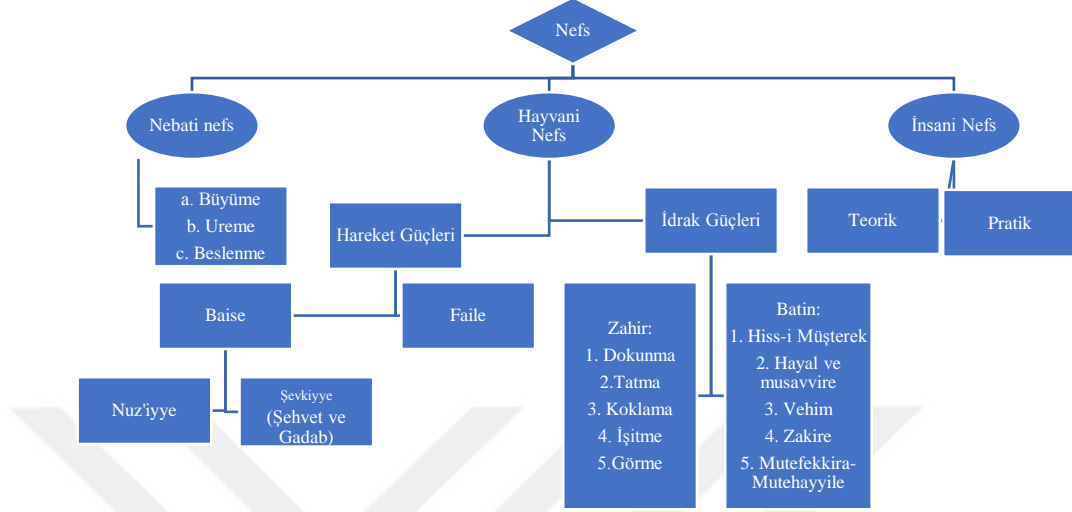 Nefs
Nebati nefs
Hayvani
Nefs
İnsani Nefs
a. Büyüme
b. Ureme
c. Beslenme
Hareket Güçleri
İdrak Güçleri
Teorik
Pratik
Baise
Faile
Nuz'iyye
Şevkiyye
(Şehvet ve
Gadab)
Zahir:
1. Dokunma
2.Tatma
3. Koklama
4. İşitme
5.Görme
Batin:
1. Hiss-i Müşterek
2. Hayal ve
musavvire
3. Vehim
4. Zakire
5. Mutefekkira-
Mutehayyile